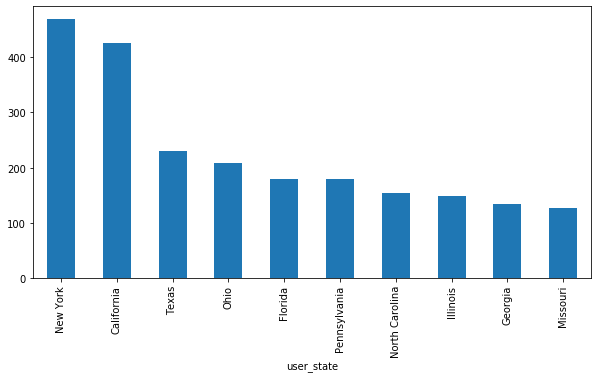 400
300
200
100
0
New York
California
Texas
Ohio
Florida
Pennsylvania
North Carolina
Illinois
Georgia
Missouri
user_state